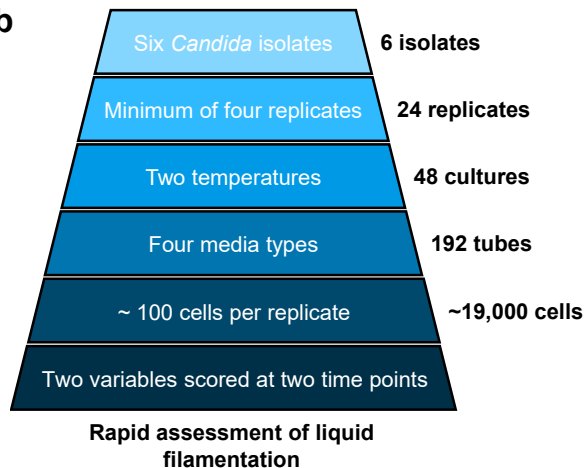 b
Six Candida isolates 6 isolates
Minimum of four replicates 24 replicates
Two temperatures 48 cultures
Four media types 192 tubes
~ 100 cells per replicate ~19,000 cells
Two variables scored at two time points
Rapid assessment of liquid
filamentation